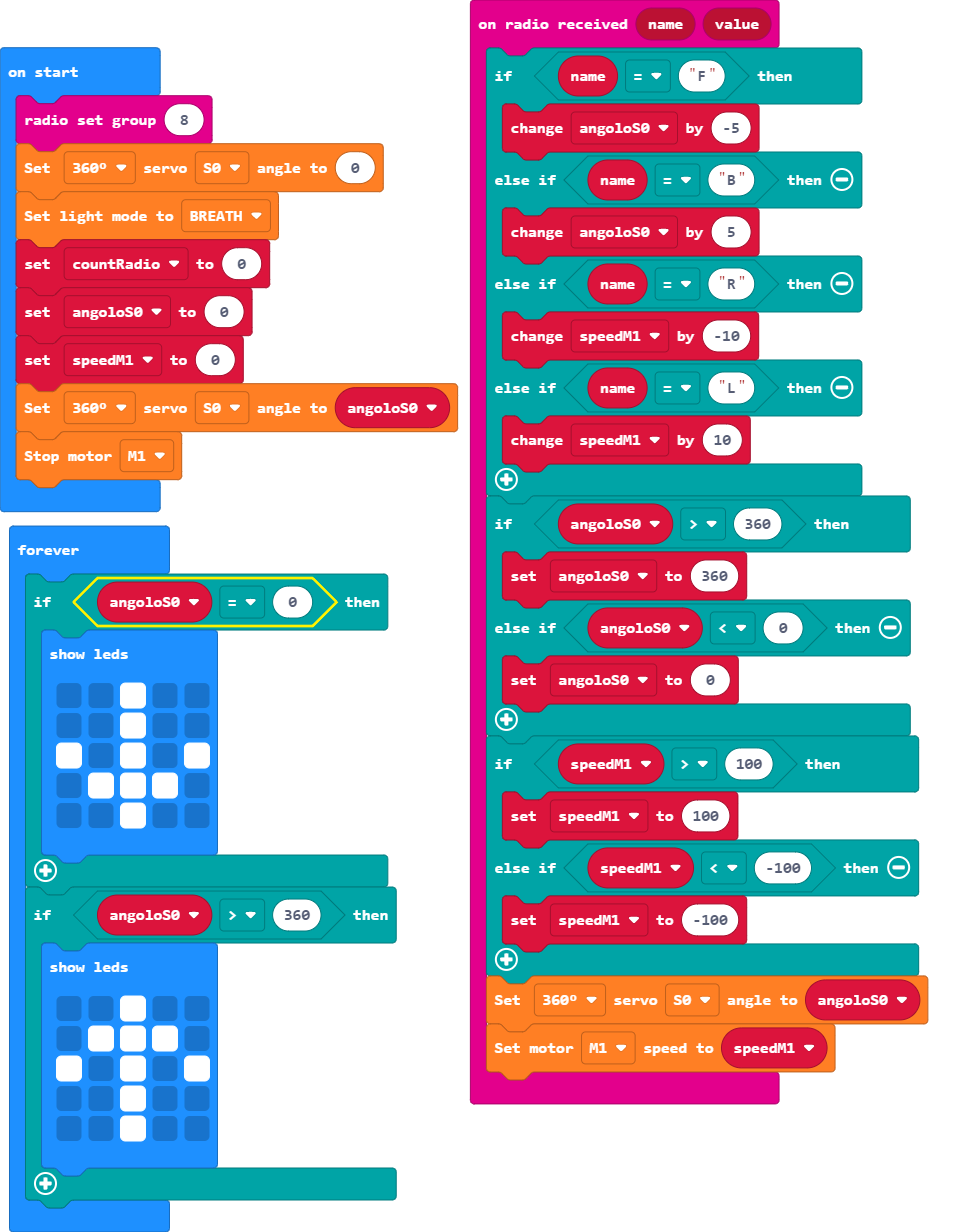 on start
radio set group 8
Set 360º servo S0 angle to 0
Set light mode to BREATH
set countRadio to 0
set angoloS0 to 0
set speedM1 to 0
Set 360º servo S0 angle to angoloS0
Stop motor M1
forever
if angoloS0 = 0 then
show leds
if angoloS0 > 360 then
show leds
on radio received name value
if name = "F" then
change angoloS0 by -5
else if name = "B" then
change angoloS0 by 5
else if name = "R" then
change speedM1 by -10
else if name = "L" then
change speedM1 by 10
if angoloS0 > 360 then
set angoloS0 to 360
else if angoloS0 < 0 then
set angoloS0 to 0
if speedM1 > 100 then
set speedM1 to 100
else if speedM1 < -100 then
set speedM1 to -100
Set 360º servo S0 angle to angoloS0
Set motor M1 speed to speedM1